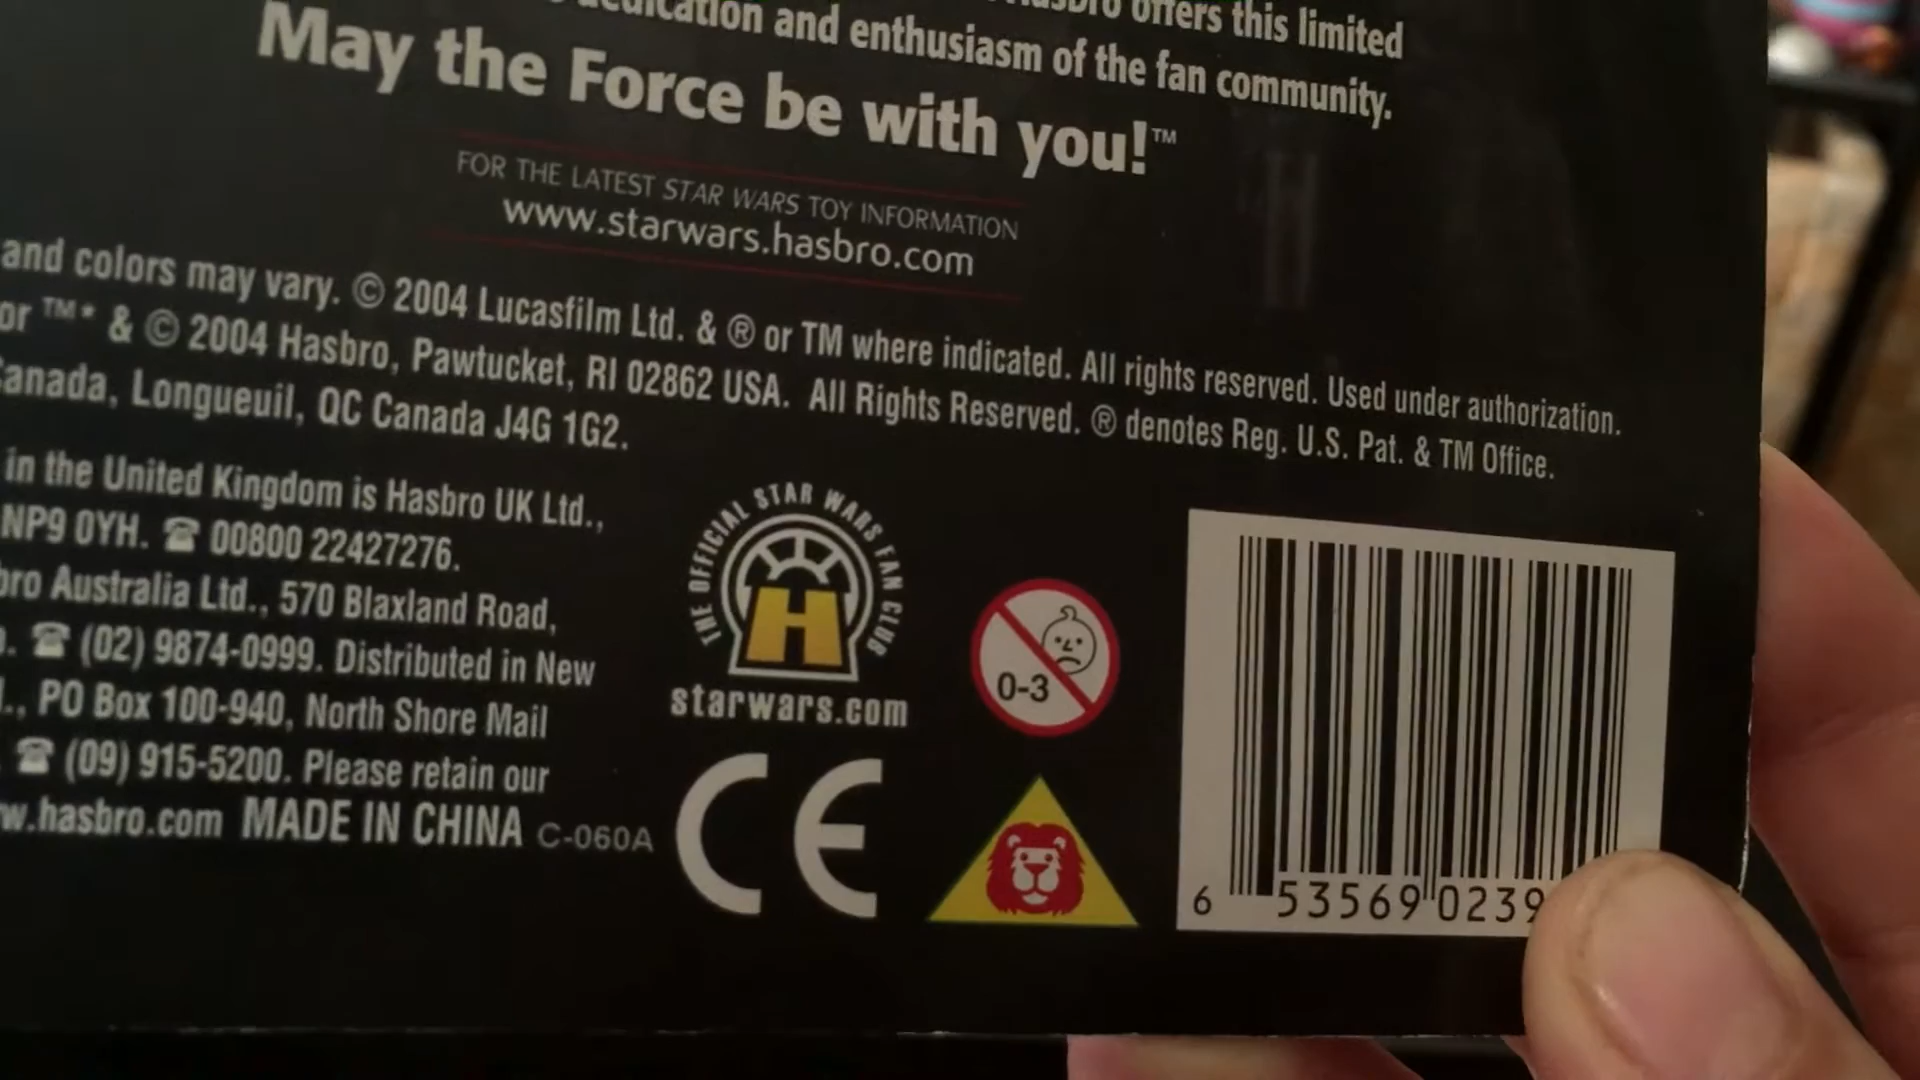 offers this limited
and enthusiasm of the fan community.
May the Force be with you!™
FOR THE LATEST STAR WARS TOY INFORMATION
www.starwars.hasbro.com
and colors may vary. © 2004 Lucasfilm Ltd. & ® or TM where indicated. All rights reserved. Used under authorization.
or ™* & © 2004 Hasbro, Pawtucket, RI 02862 USA. All Rights Reserved. ® denotes Reg. U.S. Pat. & TM Office.
Canada, Longueuil, QC Canada J4G 1G2.
in the United Kingdom is Hasbro UK Ltd.,
NP9 0YH. ☎ 00800 22427276.
Australia Ltd., 570 Blaxland Road,
☎ (02) 9874-0999. Distributed in New
PO Box 100-940, North Shore Mail
☎ (09) 915-5200. Please retain our
w.hasbro.com MADE IN CHINA C-060A
THE OFFICIAL STAR WARS FAN CLUB
H
starwars.com
0-3
CE
6 53569 0239